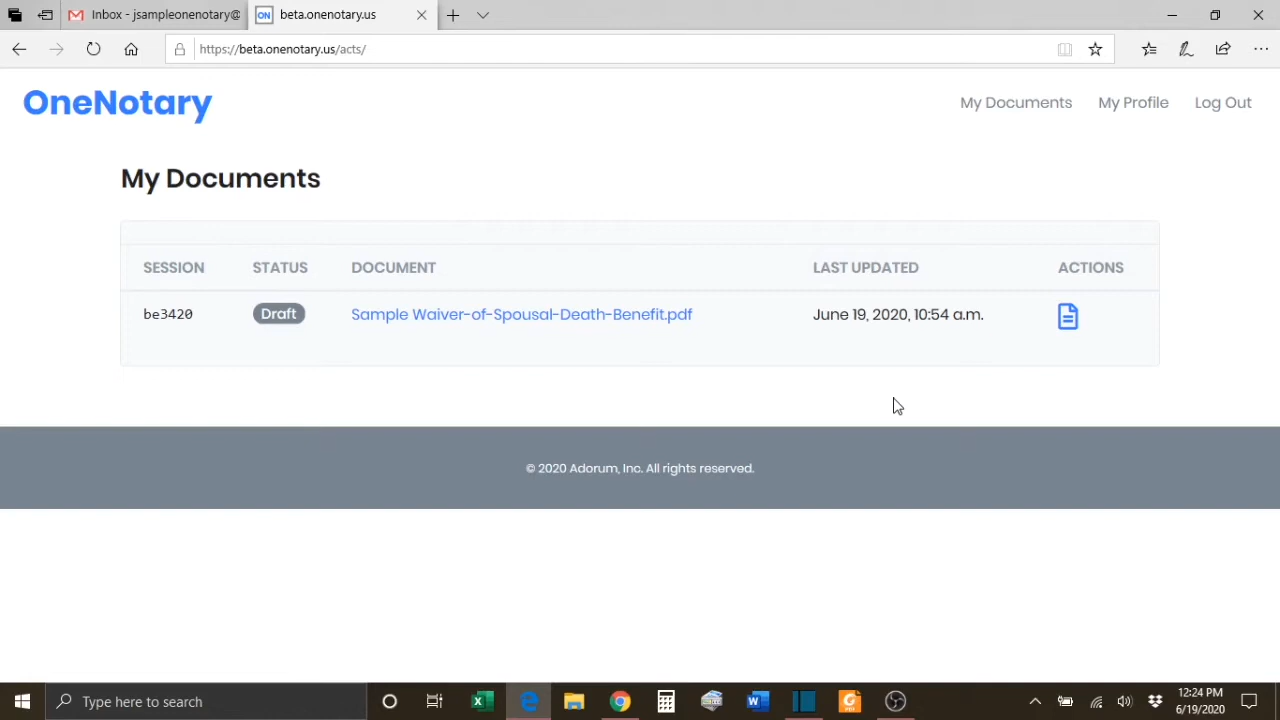 Inbox - jsampleonenotary@
ON beta.onenotary.us
https://beta.onenotary.us/acts/
OneNotary
My Documents My Profile Log Out
My Documents
SESSION STATUS DOCUMENT LAST UPDATED ACTIONS
be3420 Draft Sample Waiver-of-Spousal-Death-Benefit.pdf June 19, 2020, 10:54 a.m.
© 2020 Adorum, Inc. All rights reserved.
Type here to search
12:24 PM
6/19/2020